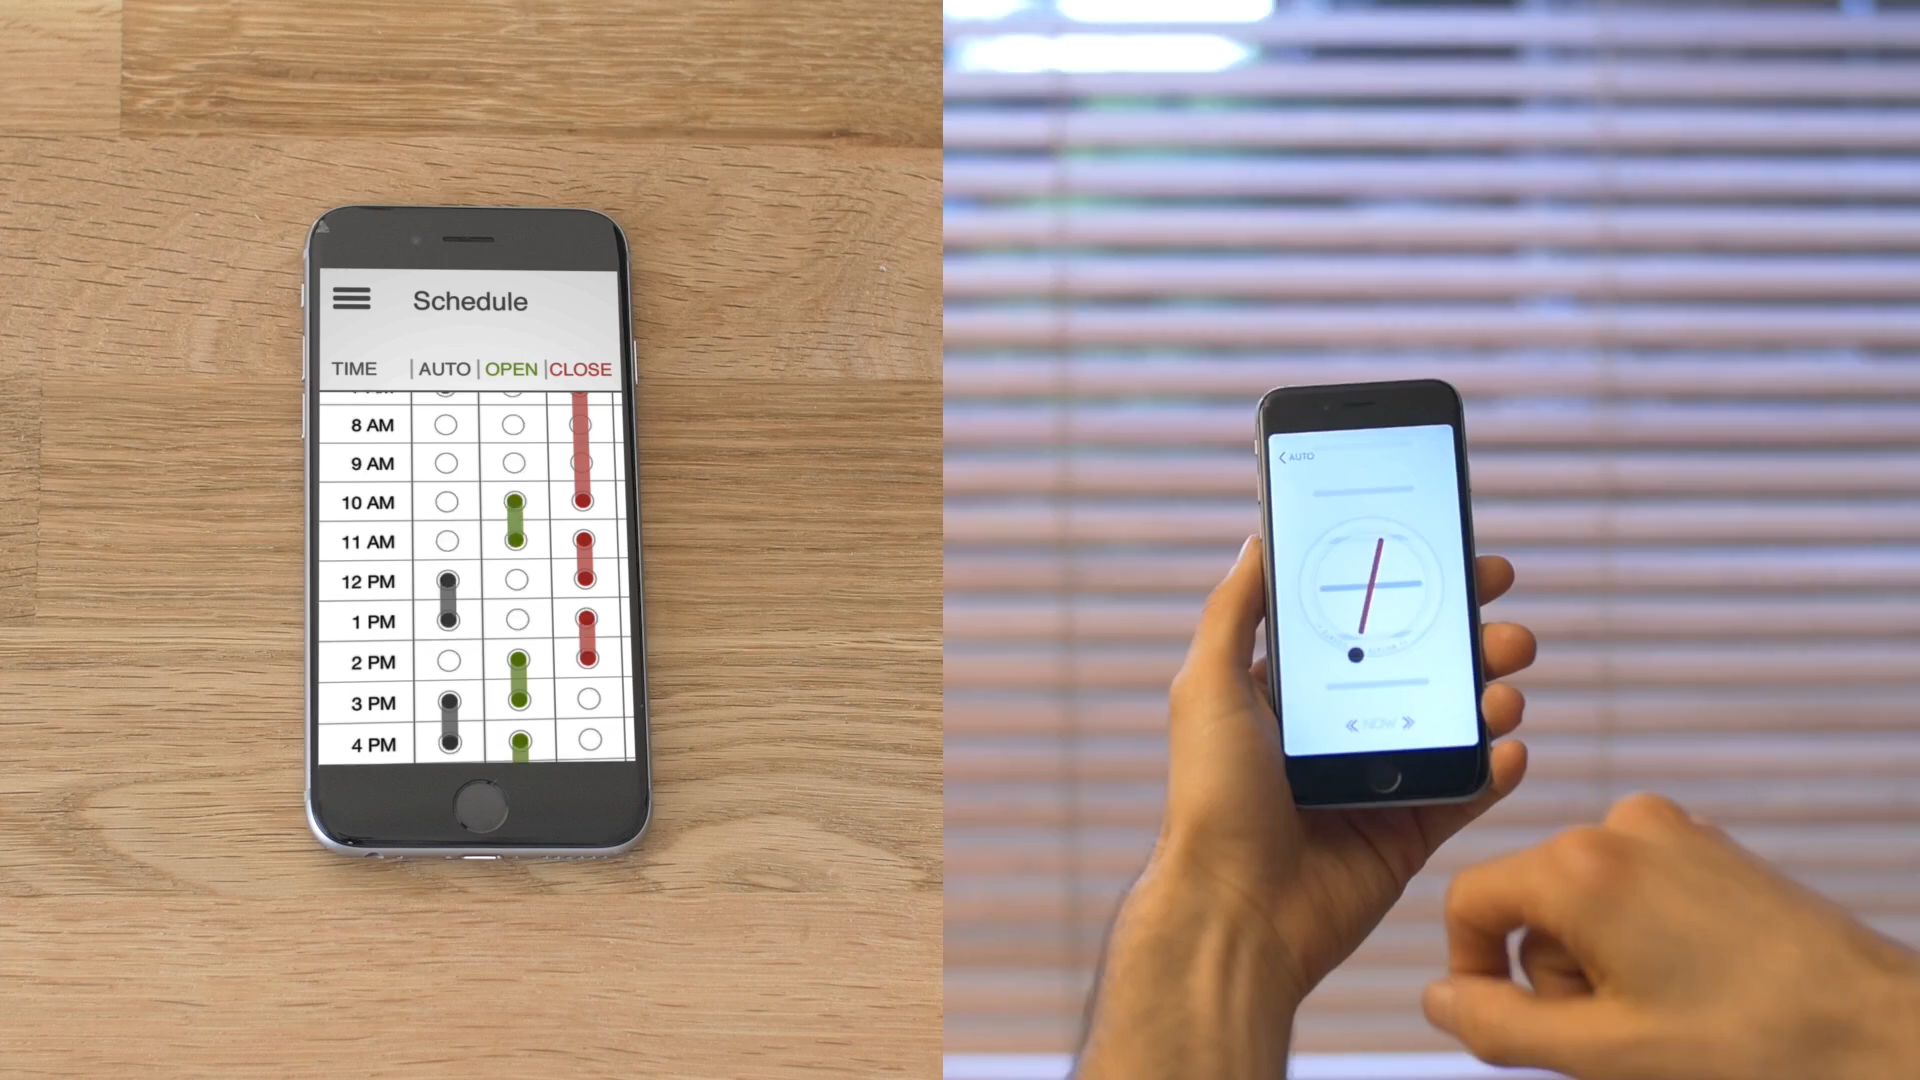 Schedule
TIME | AUTO | OPEN | CLOSE
8 AM
9 AM
10 AM
11 AM
12 PM
1 PM
2 PM
3 PM
4 PM
AUTO
NOW